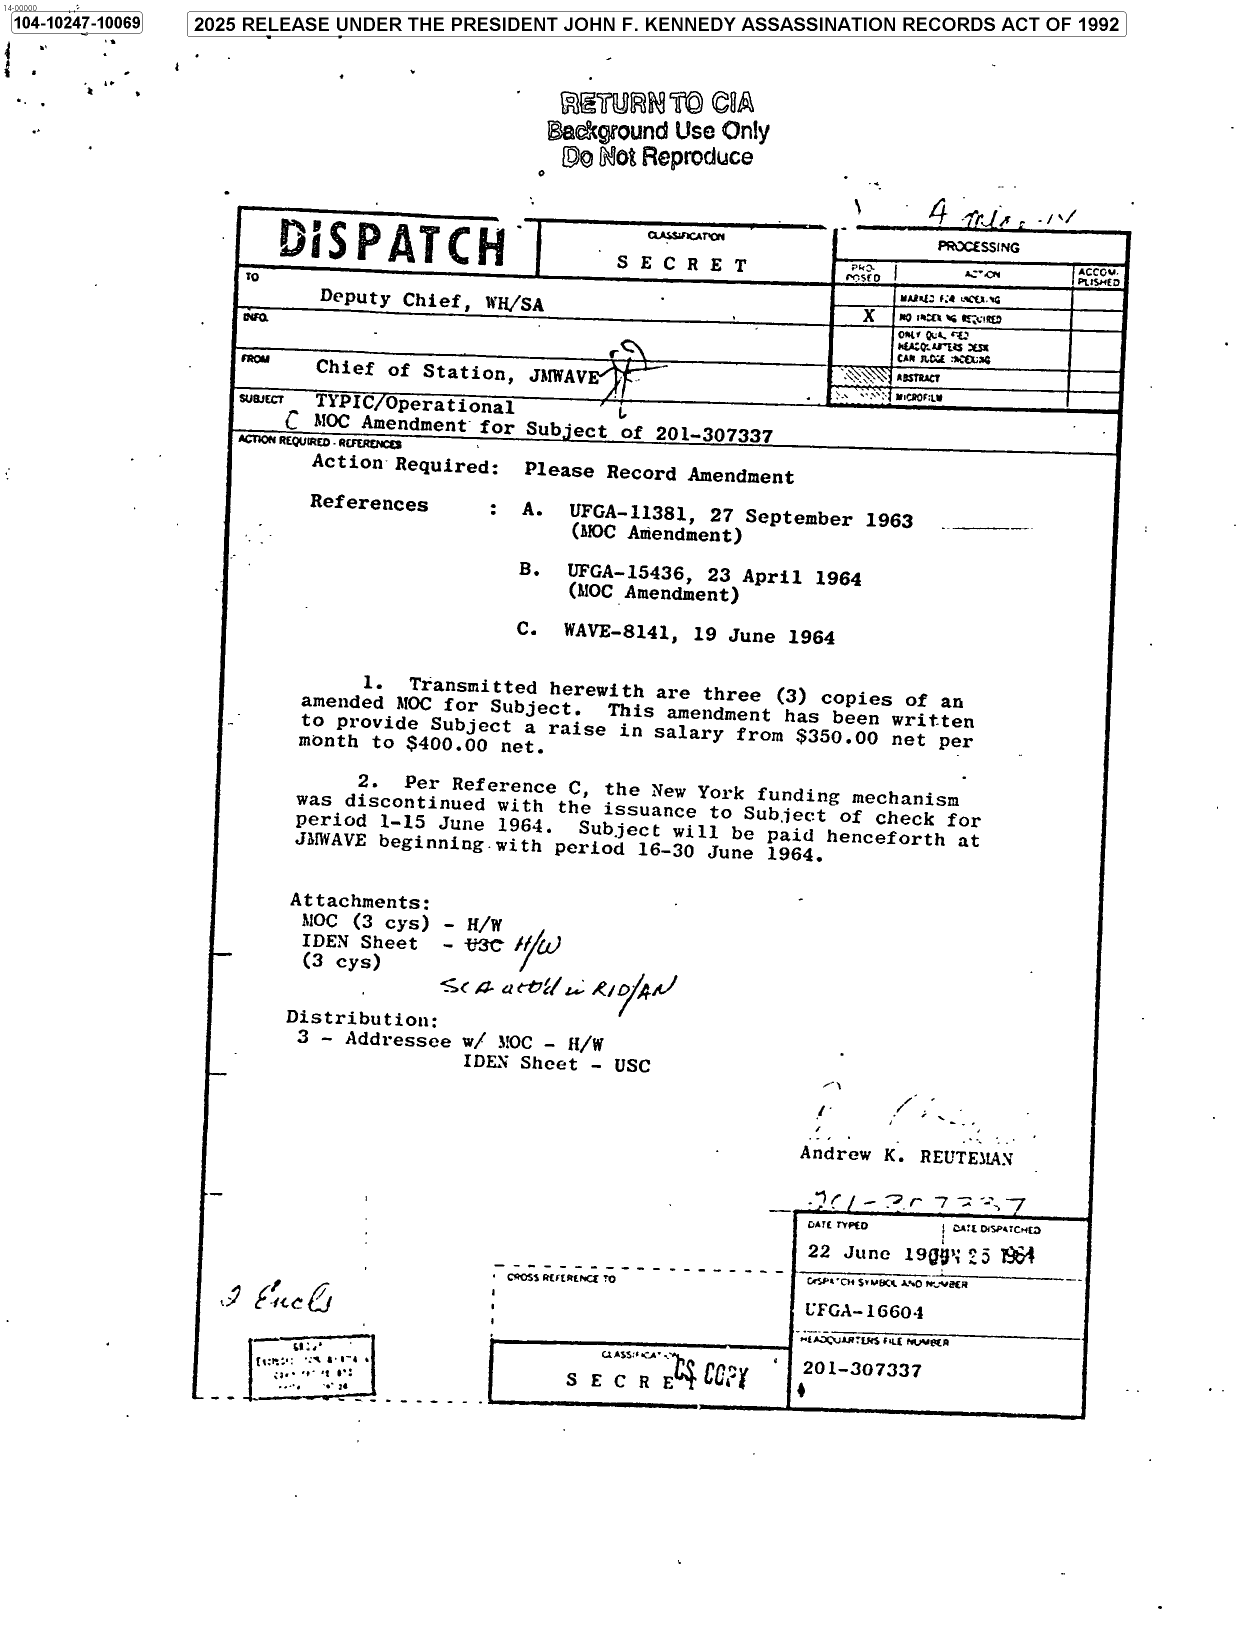 14-00000
104-10247-10069
2025 RELEASE UNDER THE PRESIDENT JOHN F. KENNEDY ASSASSINATION RECORDS ACT OF 1992
RETURN TO CIA
Background Use Only
Do Not Reproduce
DISPATCH
CLASSIFICATION
S E C R E T
PROCESSING
PRO-
POSED
ACTION
ACCOM-
PLISHED
TO
Deputy Chief, WH/SA
MARKED FOR INDEXING
INFO.
X NO INDEXING REQUIRED
ONLY QUALIFIED
HEADQUARTERS DESK
CAN JUDGE INDEXING
FROM
Chief of Station, JMWAVE
ABSTRACT
MICROFILM
SUBJECT
TYPIC/Operational
C MOC Amendment for Subject of 201-307337
ACTION REQUIRED - REFERENCES
Action Required: Please Record Amendment
References : A. UFGA-11381, 27 September 1963
(MOC Amendment)
B. UFGA-15436, 23 April 1964
(MOC Amendment)
C. WAVE-8141, 19 June 1964
1. Transmitted herewith are three (3) copies of an
amended MOC for Subject. This amendment has been written
to provide Subject a raise in salary from $350.00 net per
month to $400.00 net.
2. Per Reference C, the New York funding mechanism
was discontinued with the issuance to Subject of check for
period 1-15 June 1964. Subject will be paid henceforth at
JMWAVE beginning with period 16-30 June 1964.
Attachments:
MOC (3 cys) - H/W
IDEN Sheet - USC H/W
(3 cys)
in RID/AN
Distribution:
3 - Addressee w/ MOC - H/W
IDEN Sheet - USC
Andrew K. REUTEMAN
DATE TYPED
DATE DISPATCHED
22 June 19
JUN 25 1964
CROSS REFERENCE TO
DISPATCH SYMBOL AND NUMBER
UFGA-16604
2 Encls
HEADQUARTERS FILE NUMBER
201-307337
CLASSIFICATION
S E C R E T
CS COPY